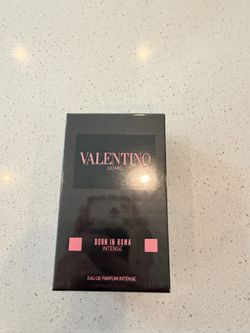 VALENTINO
UOMO
BORN IN ROMA
INTENSE
EAU DE PARFUM INTENSE